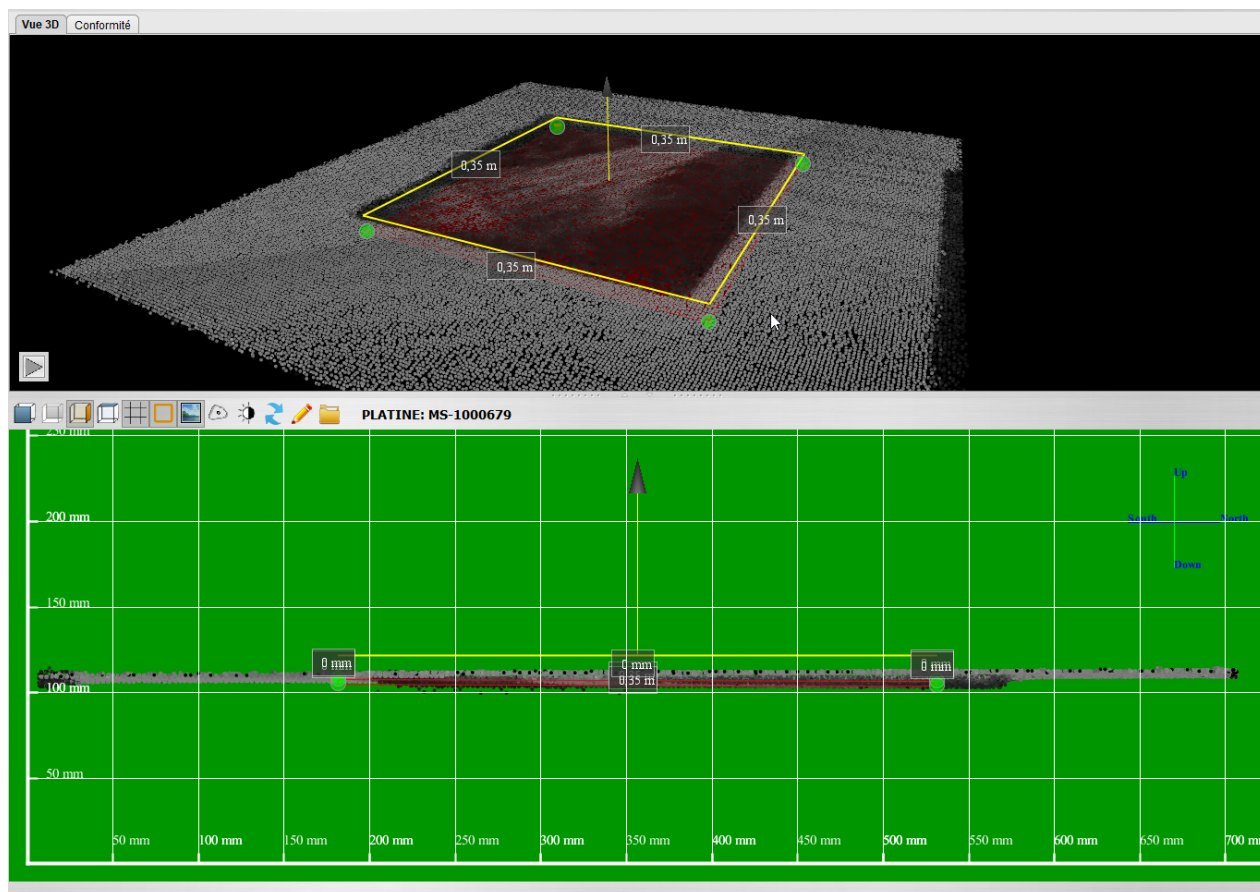 Vue 3D
Conformité
0,35 m
0,35 m
0,35 m
0,35 m
PLATINE: MS-1000679
250 mm
200 mm
150 mm
100 mm
50 mm
Up
South
North
Down
0 mm
0 mm
0 mm
0,35 m
50 mm
100 mm
150 mm
200 mm
250 mm
300 mm
350 mm
400 mm
450 mm
500 mm
550 mm
600 mm
650 mm
700 m